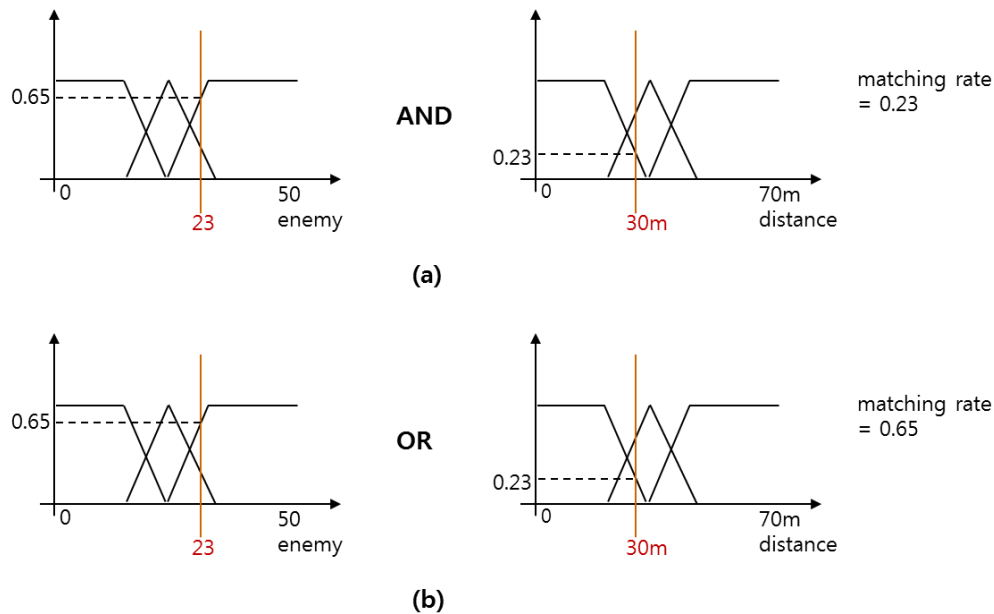 0.65
0
50
enemy
23
AND
0.23
0
70m
distance
30m
matching rate
= 0.23
(a)
0.65
0
50
enemy
23
OR
0.23
0
70m
distance
30m
matching rate
= 0.65
(b)